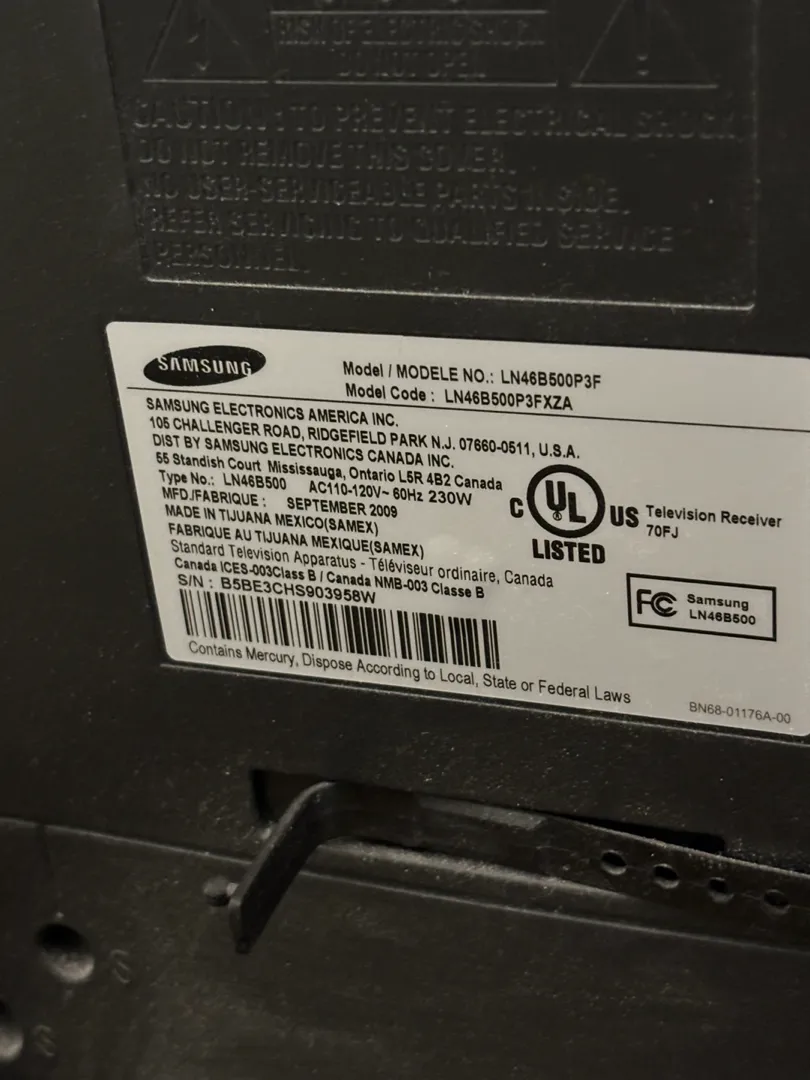 RISK OF ELECTRIC SHOCK
DO NOT OPEN
CAUTION : TO PREVENT ELECTRICAL SHOCK,
DO NOT REMOVE THIS COVER.
NO USER-SERVICEABLE PARTS INSIDE.
REFER SERVICING TO QUALIFIED SERVICE
PERSONNEL.
SAMSUNG
Model / MODELE NO.: LN46B500P3F
Model Code : LN46B500P3FXZA
SAMSUNG ELECTRONICS AMERICA INC.
105 CHALLENGER ROAD, RIDGEFIELD PARK N.J. 07660-0511, U.S.A.
DIST BY SAMSUNG ELECTRONICS CANADA INC.
55 Standish Court Mississauga, Ontario L5R 4B2 Canada
Type No.: LN46B500 AC110-120V~ 60Hz 230W
MFD./FABRIQUE : SEPTEMBER 2009
MADE IN TIJUANA MEXICO(SAMEX)
FABRIQUE AU TIJUANA MEXIQUE(SAMEX)
Standard Television Apparatus - Téléviseur ordinaire, Canada
Canada ICES-003Class B / Canada NMB-003 Classe B
S/N : B5BE3CHS903958W
Contains Mercury, Dispose According to Local, State or Federal Laws
C UL US
LISTED
Television Receiver
70FJ
FC Samsung
LN46B500
BN68-01176A-00